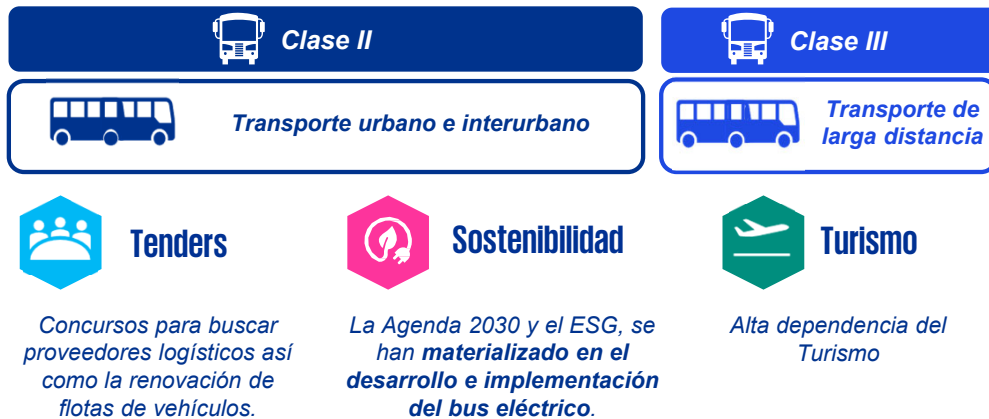 Clase II
Clase III
Transporte urbano e interurbano
Transporte de
larga distancia
Tenders
Sostenibilidad
Turismo
Concursos para buscar
proveedores logísticos así
como la renovación de
flotas de vehículos.
La Agenda 2030 y el ESG, se
han materializado en el
desarrollo e implementación
del bus eléctrico.
Alta dependencia del
Turismo